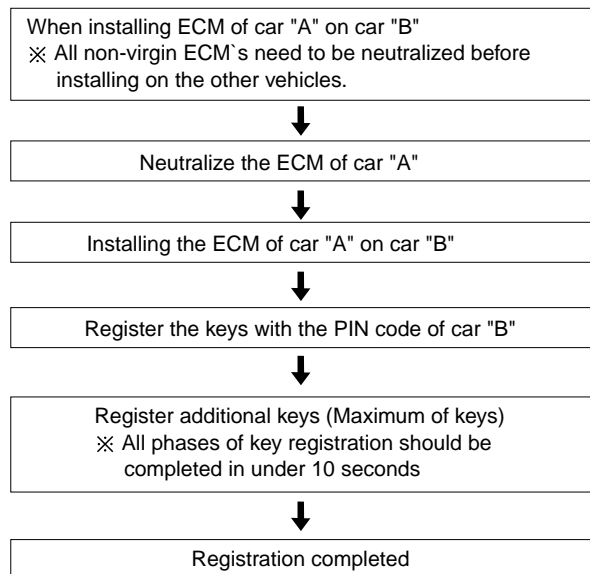 When installing ECM of car "A" on car "B"
※ All non-virgin ECM`s need to be neutralized before
installing on the other vehicles.
Neutralize the ECM of car "A"
Installing the ECM of car "A" on car "B"
Register the keys with the PIN code of car "B"
Register additional keys (Maximum of keys)
※ All phases of key registration should be
completed in under 10 seconds
Registration completed